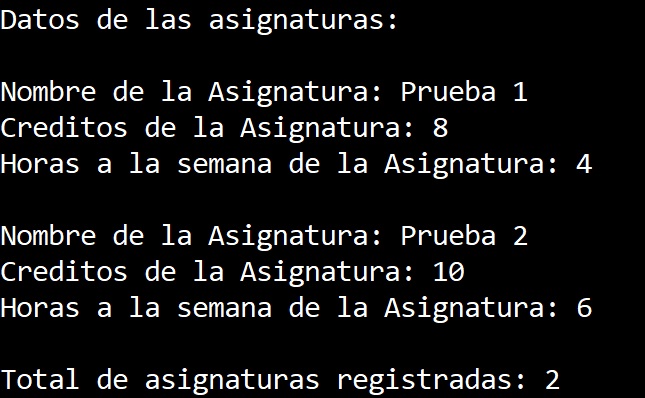 Datos de las asignaturas:
Nombre de la Asignatura: Prueba 1
Creditos de la Asignatura: 8
Horas a la semana de la Asignatura: 4
Nombre de la Asignatura: Prueba 2
Creditos de la Asignatura: 10
Horas a la semana de la Asignatura: 6
Total de asignaturas registradas: 2